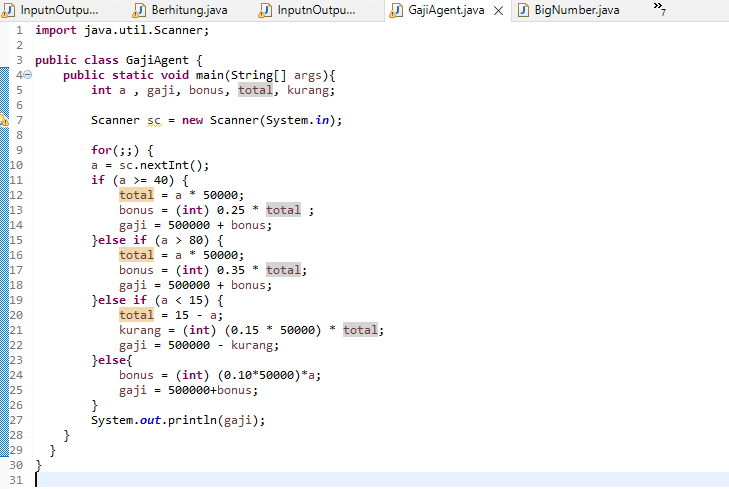 InputnOutpu... Berhitung.java InputnOutpu... GajiAgent.java BigNumber.java »7
1 import java.util.Scanner;
2
3 public class GajiAgent {
4 public static void main(String[] args){
5 int a , gaji, bonus, total, kurang;
6
7 Scanner sc = new Scanner(System.in);
8
9 for(;;) {
10 a = sc.nextInt();
11 if (a >= 40) {
12 total = a * 50000;
13 bonus = (int) 0.25 * total ;
14 gaji = 500000 + bonus;
15 }else if (a > 80) {
16 total = a * 50000;
17 bonus = (int) 0.35 * total;
18 gaji = 500000 + bonus;
19 }else if (a < 15) {
20 total = 15 - a;
21 kurang = (int) (0.15 * 50000) * total;
22 gaji = 500000 - kurang;
23 }else{
24 bonus = (int) (0.10*50000)*a;
25 gaji = 500000+bonus;
26 }
27 System.out.println(gaji);
28 }
29 }
30 }
31